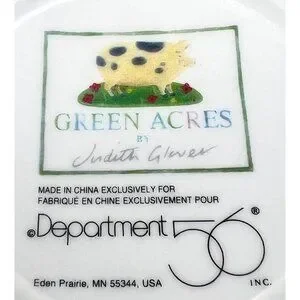 GREEN ACRES
BY
Judith Glover
MADE IN CHINA EXCLUSIVELY FOR
FABRIQUÉ EN CHINE EXCLUSIVEMENT POUR
©Department 56®
Eden Prairie, MN 55344, USA INC.